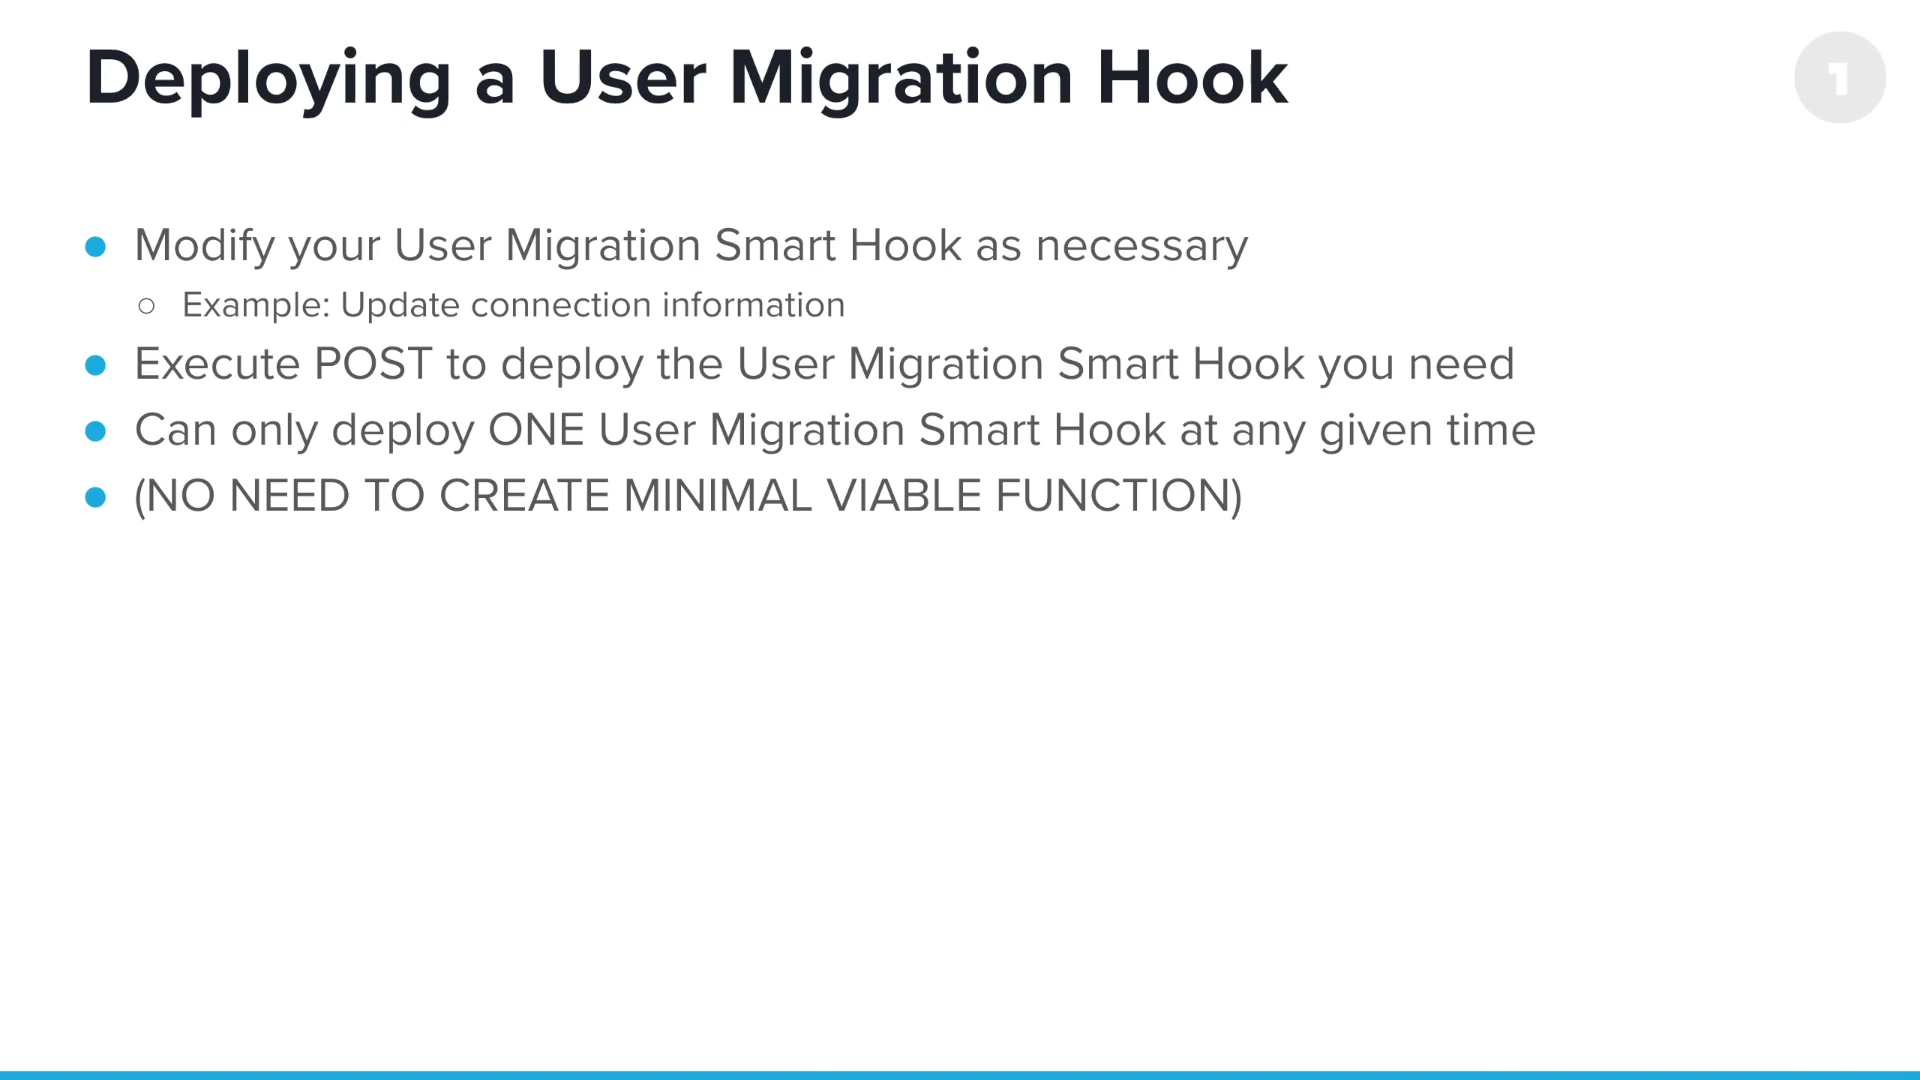 Deploying a User Migration Hook
1
● Modify your User Migration Smart Hook as necessary
○ Example: Update connection information
● Execute POST to deploy the User Migration Smart Hook you need
● Can only deploy ONE User Migration Smart Hook at any given time
● (NO NEED TO CREATE MINIMAL VIABLE FUNCTION)